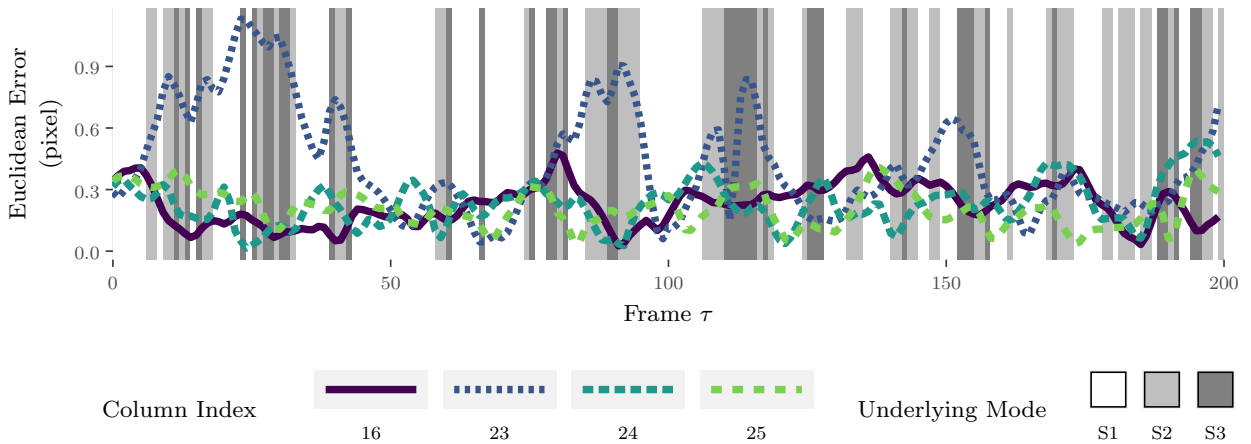 Euclidean Error
(pixel)
0.9
0.6
0.3
0.0
0 50 100 150 200
Frame τ
Column Index 16 23 24 25 Underlying Mode S1 S2 S3